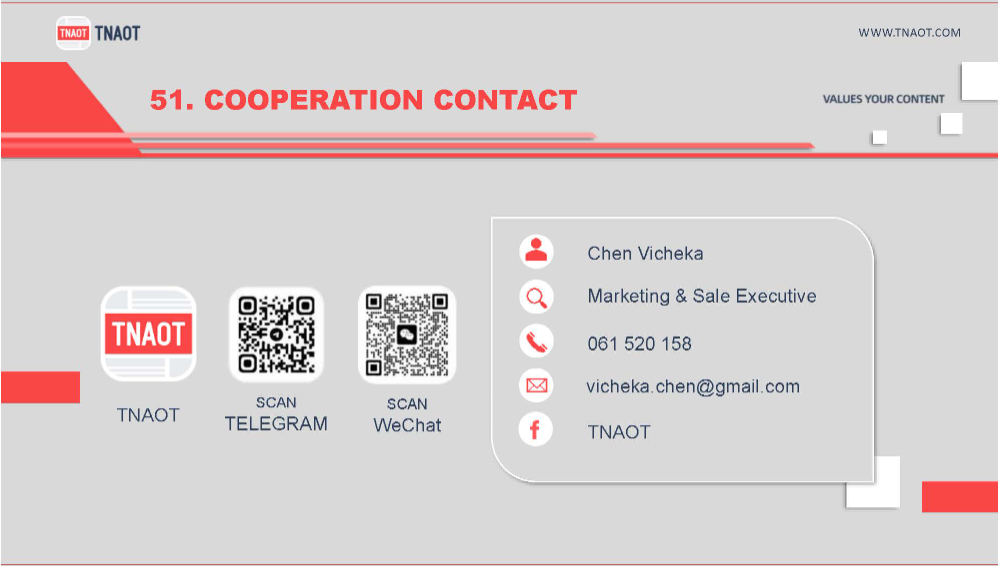 TNAOT TNAOT
WWW.TNAOT.COM
51. COOPERATION CONTACT
VALUES YOUR CONTENT
TNAOT
TNAOT
SCAN
TELEGRAM
SCAN
WeChat
Chen Vicheka
Marketing & Sale Executive
061 520 158
vicheka.chen@gmail.com
f
TNAOT